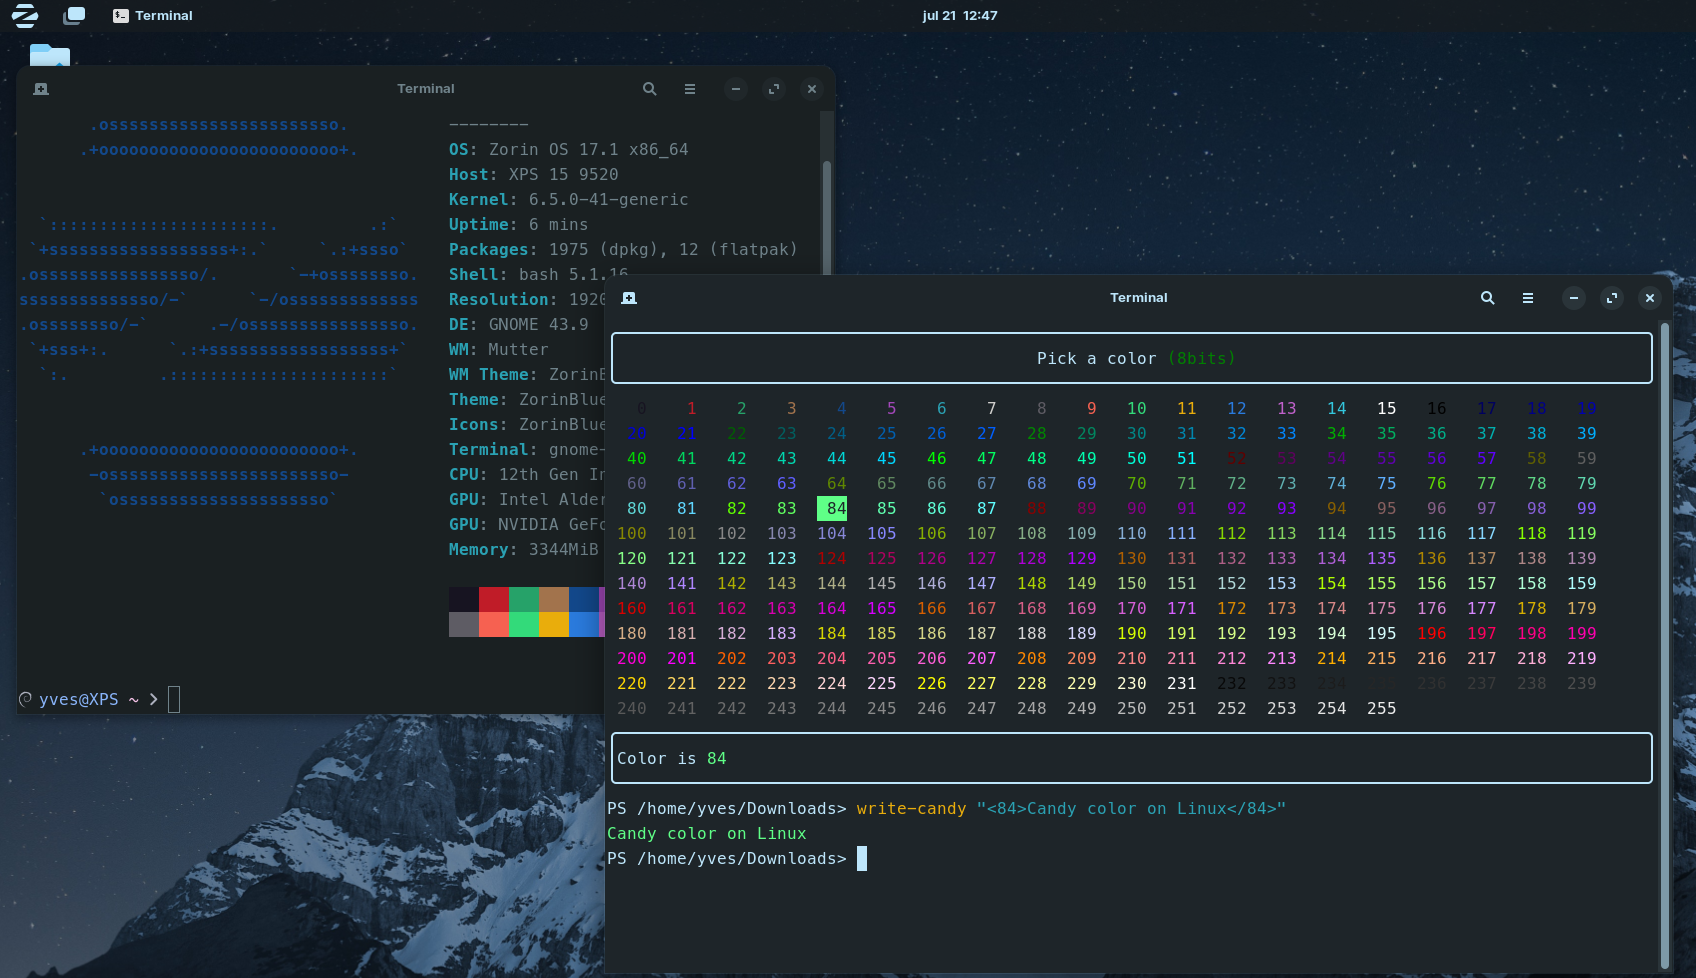 Terminal
jul 21 12:47
Terminal
.osssssssssssssssssssssso.
.+oooooooooooooooooooooooo+.
`::::::::::::::::::::::. .:`
`+ssssssssssssssssss+:.` `.:+ssso`
.ossssssssssssssso/. `-+ossssssso.
ssssssssssssso/-` `-/osssssssssssss
.ossssssso/-` .-/ossssssssssssssso.
`+sss+:. `.:+ssssssssssssssssss+`
`:. .::::::::::::::::::::::`
.+oooooooooooooooooooooooo+.
-osssssssssssssssssssssso-
`osssssssssssssssssssso`
--------
OS: Zorin OS 17.1 x86_64
Host: XPS 15 9520
Kernel: 6.5.0-41-generic
Uptime: 6 mins
Packages: 1975 (dpkg), 12 (flatpak)
Shell: bash 5.1.16
Resolution: 1920
DE: GNOME 43.9
WM: Mutter
WM Theme: Zorin
Theme: ZorinBlue
Icons: ZorinBlue
Terminal: gnome-
CPU: 12th Gen In
GPU: Intel Alder
GPU: NVIDIA GeFo
Memory: 3344MiB
yves@XPS ~ >
Terminal
Pick a color (8bits)
0 1 2 3 4 5 6 7 8 9 10 11 12 13 14 15 16 17 18 19
20 21 22 23 24 25 26 27 28 29 30 31 32 33 34 35 36 37 38 39
40 41 42 43 44 45 46 47 48 49 50 51 52 53 54 55 56 57 58 59
60 61 62 63 64 65 66 67 68 69 70 71 72 73 74 75 76 77 78 79
80 81 82 83 84 85 86 87 88 89 90 91 92 93 94 95 96 97 98 99
100 101 102 103 104 105 106 107 108 109 110 111 112 113 114 115 116 117 118 119
120 121 122 123 124 125 126 127 128 129 130 131 132 133 134 135 136 137 138 139
140 141 142 143 144 145 146 147 148 149 150 151 152 153 154 155 156 157 158 159
160 161 162 163 164 165 166 167 168 169 170 171 172 173 174 175 176 177 178 179
180 181 182 183 184 185 186 187 188 189 190 191 192 193 194 195 196 197 198 199
200 201 202 203 204 205 206 207 208 209 210 211 212 213 214 215 216 217 218 219
220 221 222 223 224 225 226 227 228 229 230 231 232 233 234 236 237 238 239
240 241 242 243 244 245 246 247 248 249 250 251 252 253 254 255
Color is 84
PS /home/yves/Downloads> write-candy "<84>Candy color on Linux</84>"
Candy color on Linux
PS /home/yves/Downloads>